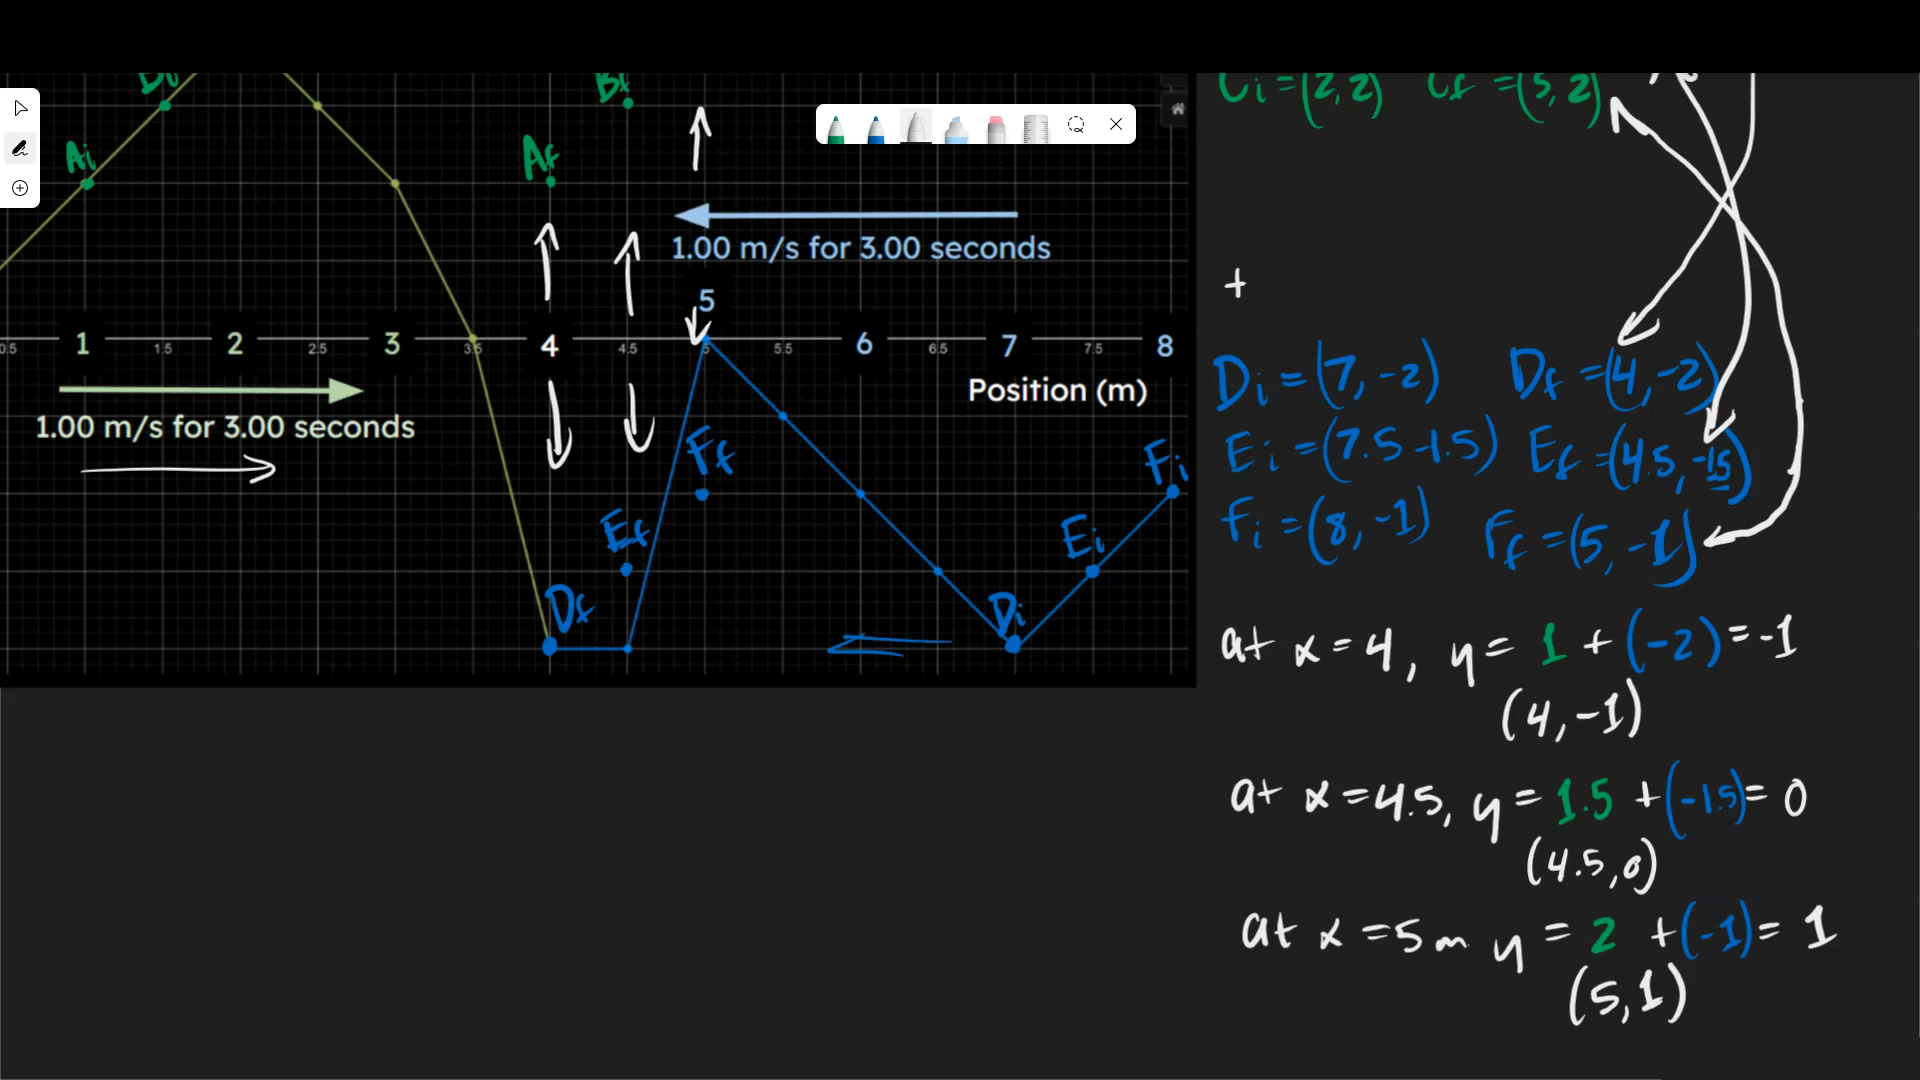 Bi
Bf
Ai
Af
1.00 m/s for 3.00 seconds
5
0.5 1 1.5 2 2.5 3 3.5 4 4.5 5 5.5 6 6.5 7 7.5 8
Position (m)
1.00 m/s for 3.00 seconds
Ff
Fi
Ef
Ei
Df
Di
Ci =(2,2) Cf =(5,2)
+
Di =(7,-2) Df =(4,-2)
Ei =(7.5 -1.5) Ef =(4.5,-1.5)
Fi =(8,-1) Ff =(5,-1)
at x=4, y= 1 + (-2) = -1
(4,-1)
at x=4.5, y= 1.5 +(-1.5)= 0
(4.5,0)
at x =5m y = 2 +(-1)= 1
(5,1)